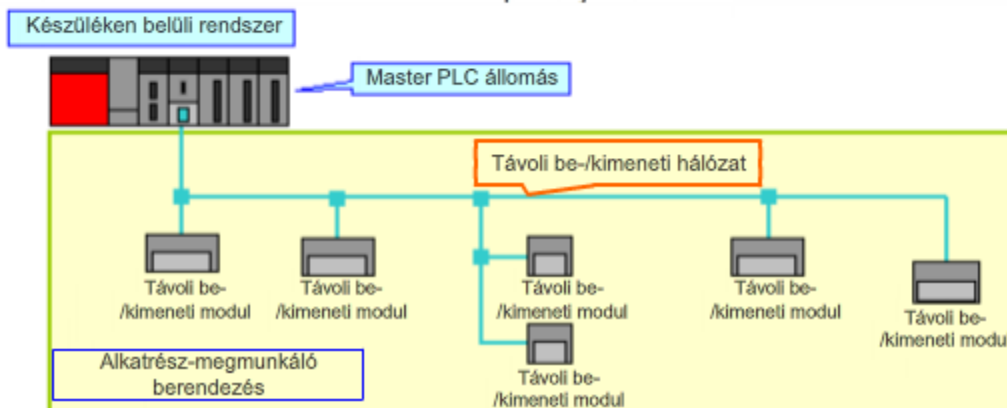 Készüléken belüli rendszer
Master PLC állomás
Távoli be-/kimeneti hálózat
Távoli be-
/kimeneti modul
Távoli be-
/kimeneti modul
Távoli be-
/kimeneti modul
Távoli be-
/kimeneti modul
Távoli be-
/kimeneti modu
Távoli be-
/kimeneti modul
Alkatrész-megmunkáló
berendezés